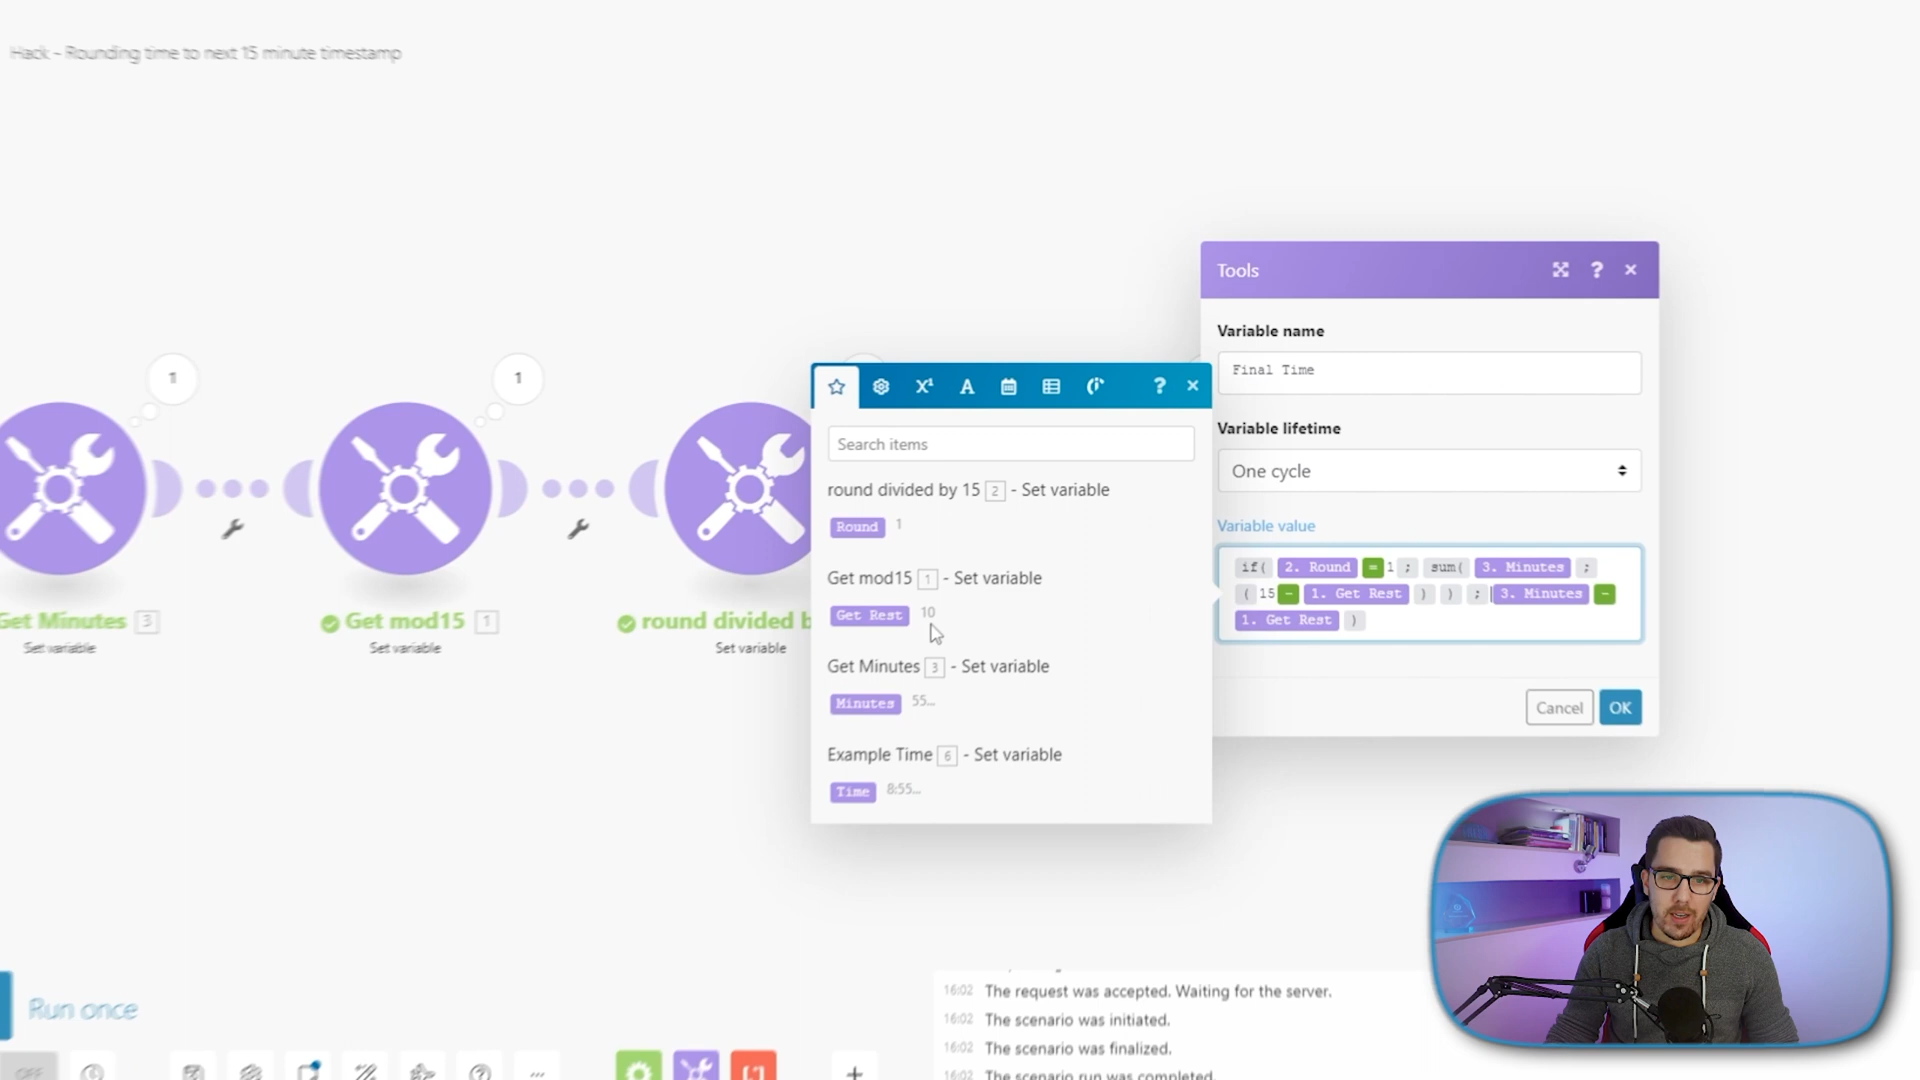 Hack - Rounding time to next 15 minute timestamp
Tools ? ×
Variable name
Final Time
Variable lifetime
One cycle
Variable value
if( 2. Round = 1 ; sum( 3. Minutes ;
( 15 - 1. Get Rest ) ) ; 3. Minutes -
1. Get Rest )
Cancel OK
A ? ×
Search items
round divided by 15 2 - Set variable
Round 1
Get mod15 1 - Set variable
Get Rest 10
Get Minutes 3 - Set variable
Minutes 55...
Example Time 6 - Set variable
Time 8:55...
1
1
Get Minutes 3
Set variable
Get mod15 1
Set variable
round divided b
Set variable
Run once
OFF
16:02 The request was accepted. Waiting for the server.
16:02 The scenario was initiated.
16:02 The scenario was finalized.
16:02 The scenario run was completed.